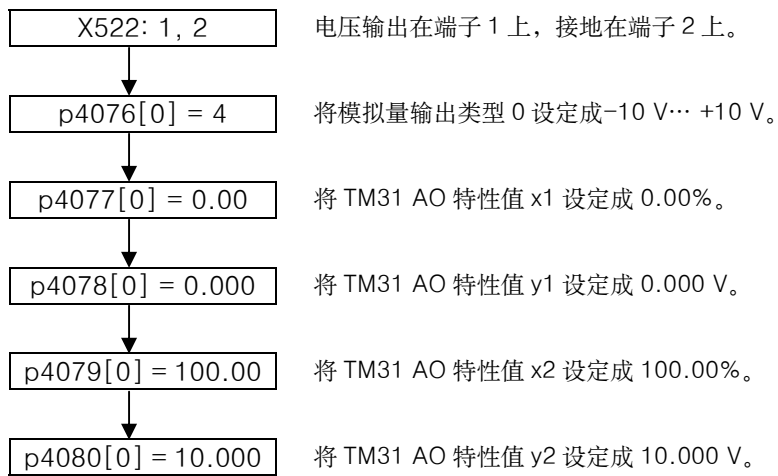 X522: 1, 2 电压输出在端子 1 上，接地在端子 2 上。
p4076[0] = 4 将模拟量输出类型 0 设定成-10 V… +10 V。
p4077[0] = 0.00 将 TM31 AO 特性值 x1 设定成 0.00%。
p4078[0] = 0.000 将 TM31 AO 特性值 y1 设定成 0.000 V。
p4079[0] = 100.00 将 TM31 AO 特性值 x2 设定成 100.00%。
p4080[0] = 10.000 将 TM31 AO 特性值 y2 设定成 10.000 V。